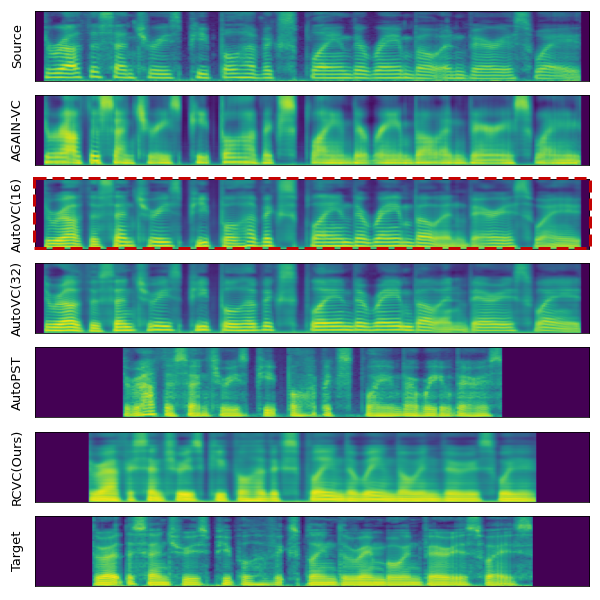 Source
AGAIN-VC
AutoVC(16)
AutoVC(32)
AutoPST
RCVC(Ours)
Target